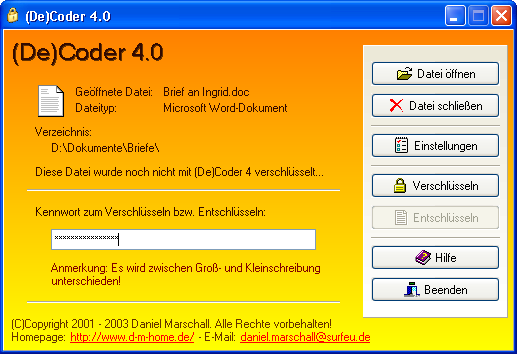 (De)Coder 4.0
(De)Coder 4.0
Geöffnete Datei: Brief an Ingrid.doc
Dateityp: Microsoft Word-Dokument
Verzeichnis:
D:\Dokumente\Briefe\
Diese Datei wurde noch nicht mit (De)Coder 4 verschlüsselt...
Kennwort zum Verschlüsseln bzw. Entschlüsseln:
****************
Anmerkung: Es wird zwischen Groß- und Kleinschreibung
unterschieden!
(C)Copyright 2001 - 2003 Daniel Marschall. Alle Rechte vorbehalten!
Homepage: http://www.d-m-home.de/ - E-Mail: daniel.marschall@surfeu.de
Datei öffnen
Datei schließen
Einstellungen
Verschlüsseln
Entschlüsseln
Hilfe
Beenden